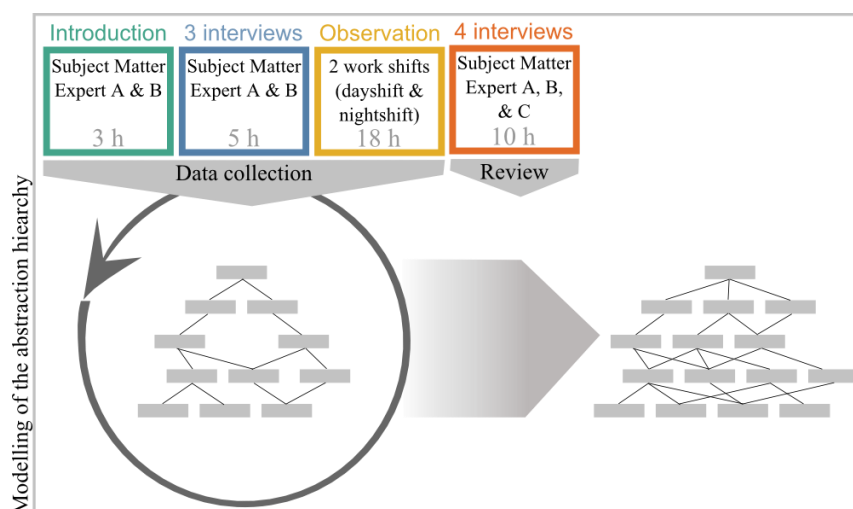 Introduction
3 interviews
Observation
4 interviews
Subject Matter
Expert A & B
3 h
Subject Matter
Expert A & B
5 h
2 work shifts
(dayshift &
nightshift)
18 h
Subject Matter
Expert A, B,
& C
10 h
Data collection
Review
Modelling of the abstraction hiearchy